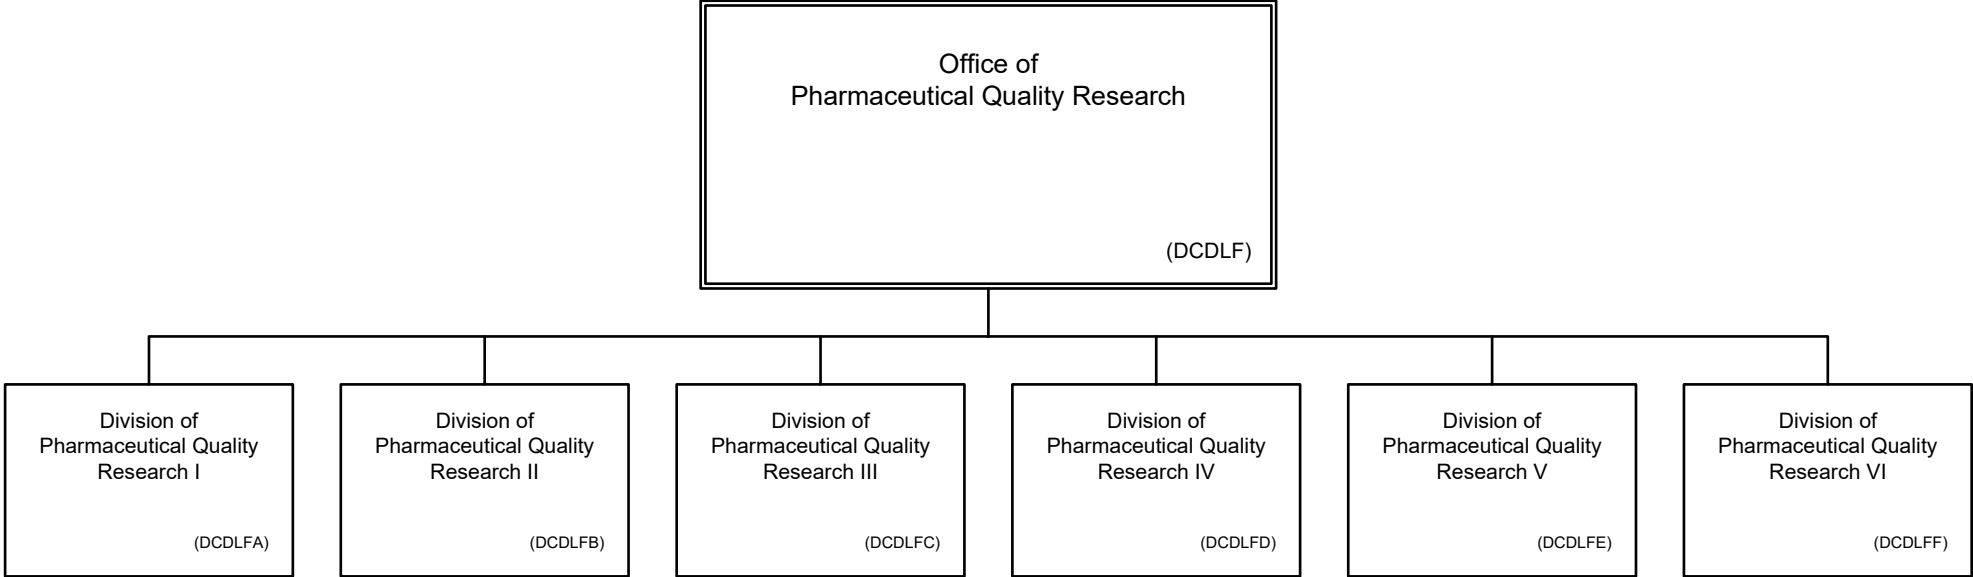 Office of
Pharmaceutical Quality Research
(DCDLF)
Division of
Pharmaceutical Quality
Research I
(DCDLFA)
Division of
Pharmaceutical Quality
Research II
(DCDLFB)
Division of
Pharmaceutical Quality
Research III
(DCDLFC)
Division of
Pharmaceutical Quality
Research IV
(DCDLFD)
Division of
Pharmaceutical Quality
Research V
(DCDLFE)
Division of
Pharmaceutical Quality
Research VI
(DCDLFF)